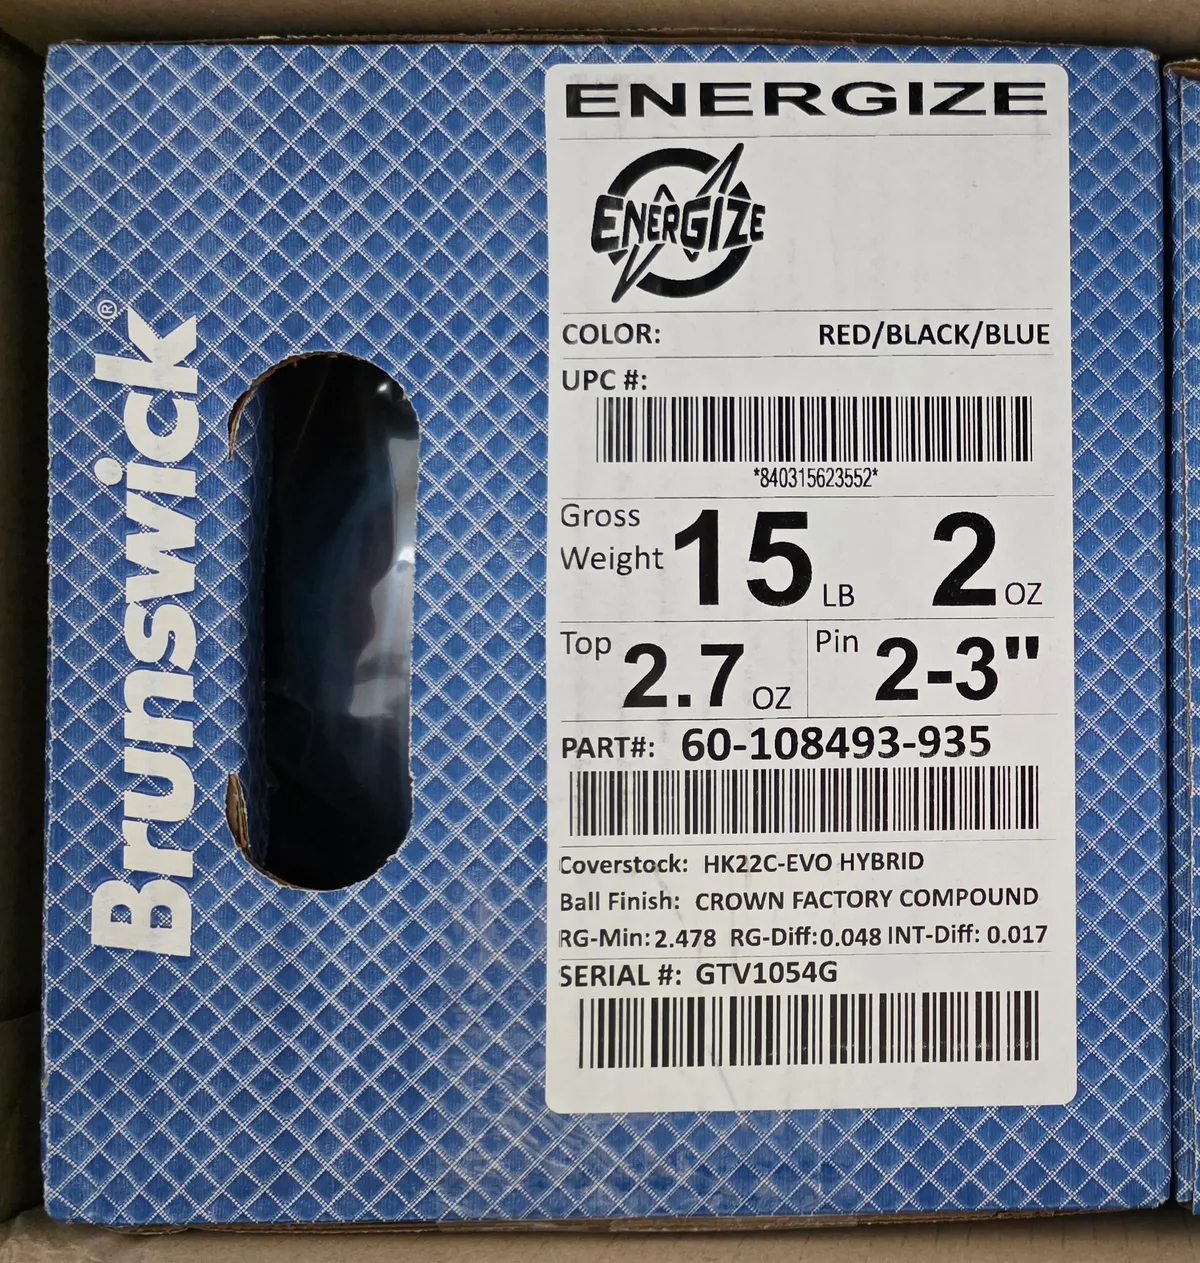 Brunswick®
ENERGIZE
ENERGIZE
COLOR: RED/BLACK/BLUE
UPC #:
*840315623552*
Gross Weight 15 LB 2 OZ
Top 2.7 OZ Pin 2-3"
PART#: 60-108493-935
Coverstock: HK22C-EVO HYBRID
Ball Finish: CROWN FACTORY COMPOUND
RG-Min: 2.478 RG-Diff: 0.048 INT-Diff: 0.017
SERIAL #: GTV1054G